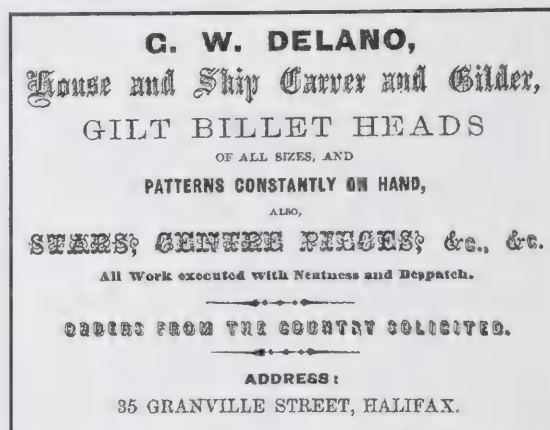 G. W. DELANO,
House and Ship Carver and Gilder,
GILT BILLET HEADS
OF ALL SIZES, AND
PATTERNS CONSTANTLY ON HAND,
ALSO,
STARS, CENTRE PIECES, &c., &c.
All Work executed with Neatness and Despatch.
ORDERS FROM THE COUNTRY SOLICITED.
ADDRESS:
35 GRANVILLE STREET, HALIFAX.